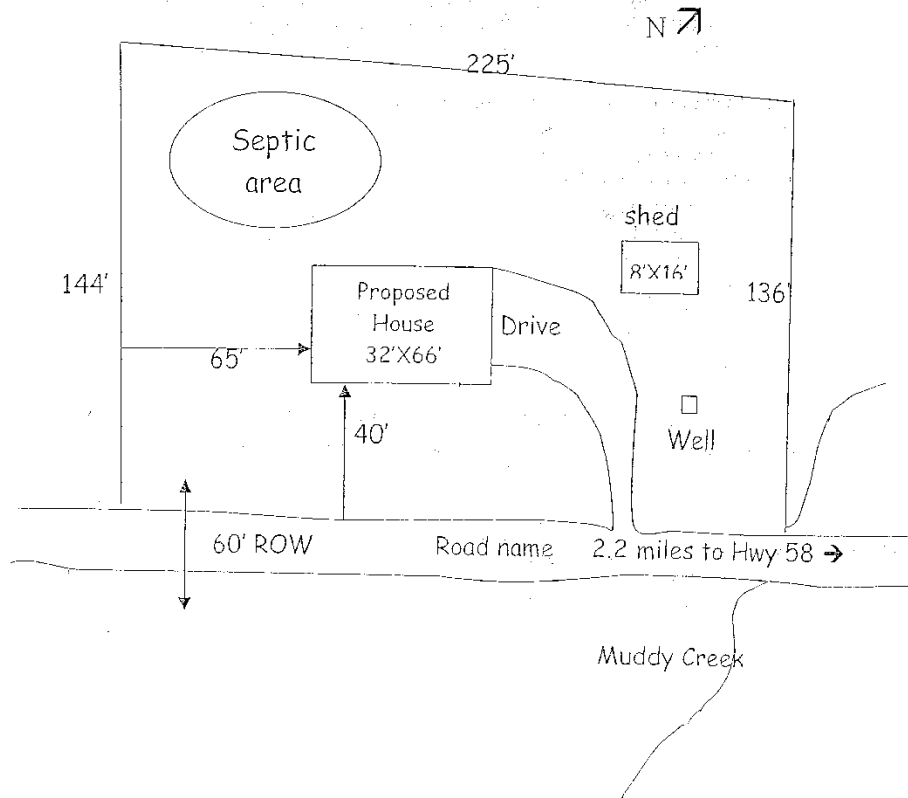 N
225'
Septic
area
shed
8'X16'
144'
136'
Proposed
House
32'X66'
Drive
65'
40'
Well
60' ROW
Road name
2.2 miles to Hwy 58 →
Muddy Creek